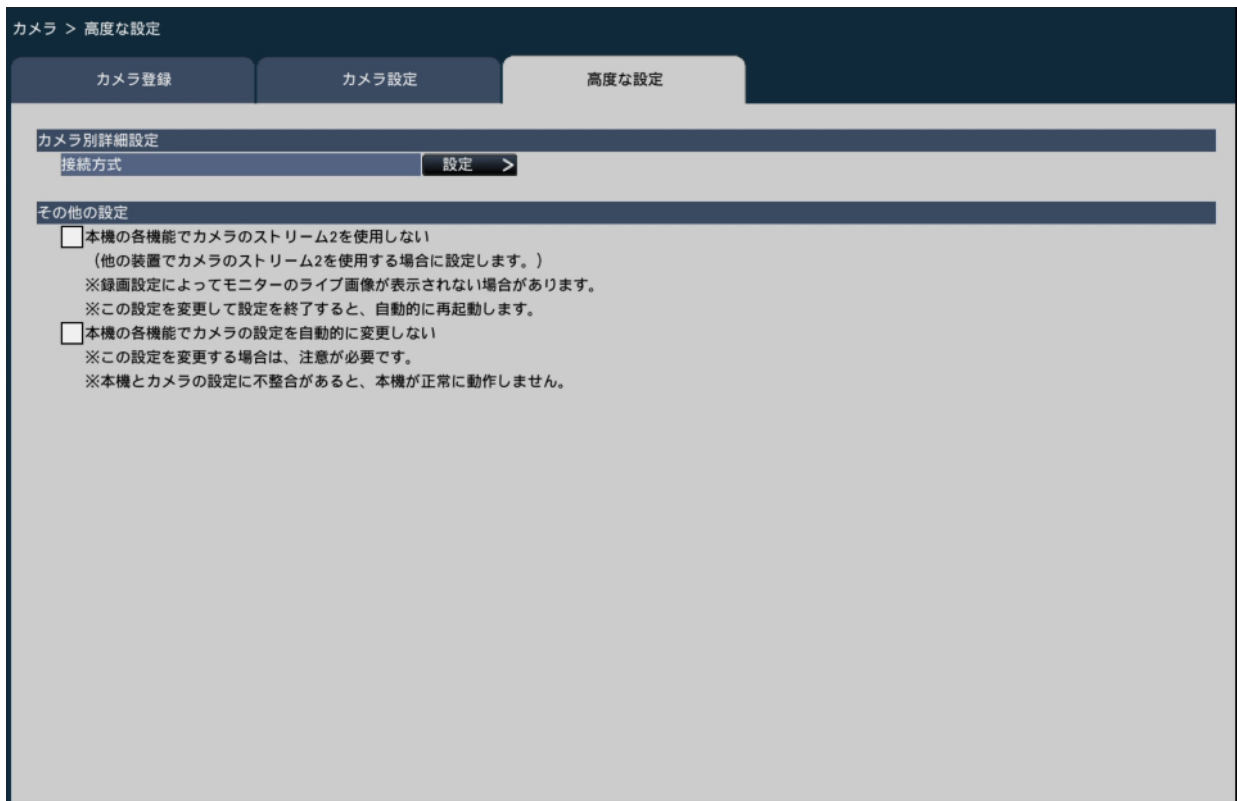 カメラ > 高度な設定
カメラ登録
カメラ設定
高度な設定
カメラ別詳細設定
接続方式
設定 >
その他の設定
本機の各機能でカメラのストリーム2を使用しない
（他の装置でカメラのストリーム2を使用する場合に設定します。）
※録画設定によってモニターのライブ画像が表示されない場合があります。
※この設定を変更して設定を終了すると、自動的に再起動します。
本機の各機能でカメラの設定を自動的に変更しない
※この設定を変更する場合は、注意が必要です。
※本機とカメラの設定に不整合があると、本機が正常に動作しません。